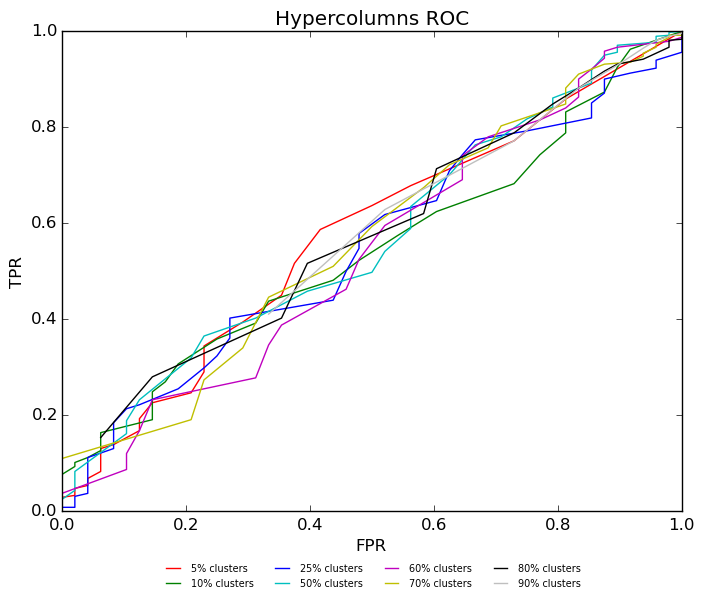 Hypercolumns ROC
1.0
0.8
0.6
0.4
0.2
0.0
TPR
0.0 0.2 0.4 0.6 0.8 1.0
FPR
5% clusters 25% clusters 60% clusters 80% clusters
10% clusters 50% clusters 70% clusters 90% clusters